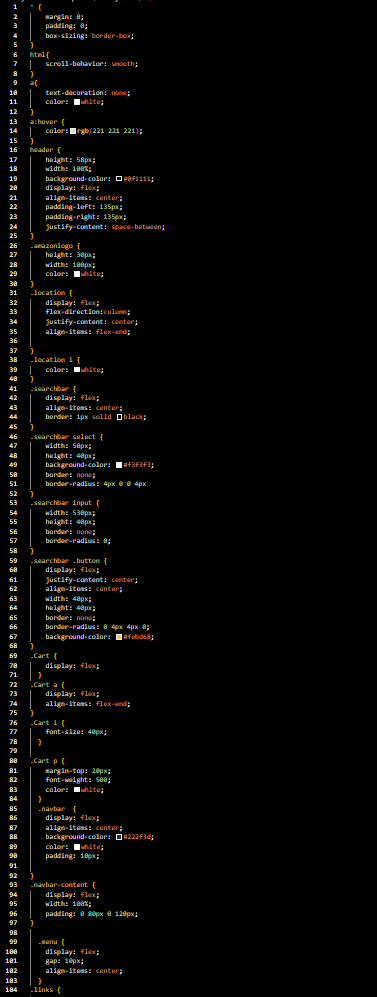 1 * {
2 margin: 0;
3 padding: 0;
4 box-sizing: border-box;
5 }
6 html{
7 scroll-behavior: smooth;
8 }
9 a{
10 text-decoration: none;
11 color: white;
12 }
13 a:hover {
14 color: rgb(221 221 221);
15 }
16 header {
17 height: 58px;
18 width: 100%;
19 background-color: #0f1111;
20 display: flex;
21 align-items: center;
22 padding-left: 135px;
23 padding-right: 135px;
24 justify-content: space-between;
25 }
26 .amazonlogo {
27 height: 30px;
28 width: 100px;
29 color: white;
30 }
31 .location {
32 display: flex;
33 flex-direction:column;
34 justify-content: center;
35 align-items: flex-end;
36
37 }
38 .location i {
39 color: white;
40 }
41 .searchbar {
42 display: flex;
43 align-items: center;
44 border: 1px solid black;
45 }
46 .searchbar select {
47 width: 50px;
48 height: 40px;
49 background-color: #f3f3f3;
50 border: none;
51 border-radius: 4px 0 0 4px
52 }
53 .searchbar input {
54 width: 530px;
55 height: 40px;
56 border: none;
57 border-radius: 0;
58 }
59 .searchbar .button {
60 display: flex;
61 justify-content: center;
62 align-items: center;
63 width: 40px;
64 height: 40px;
65 border: none;
66 border-radius: 0 4px 4px 0;
67 background-color: #febd68;
68 }
69 .Cart {
70 display: flex;
71 }
72 .Cart a {
73 display: flex;
74 align-items: flex-end;
75 }
76 .Cart i {
77 font-size: 40px;
78 }
79
80 .Cart p {
81 margin-top: 20px;
82 font-weight: 500;
83 color: white;
84 }
85 .navbar {
86 display: flex;
87 align-item: center;
88 background-color: #222f3d;
89 color: white;
90 padding: 10px;
91
92 }
93 .navbar-content {
94 display: flex;
95 width: 100%;
96 padding: 0 80px 0 120px;
97 }
98
99 .menu {
100 display: flex;
101 gap: 10px;
102 align-item: center;
103 }
104 .links {